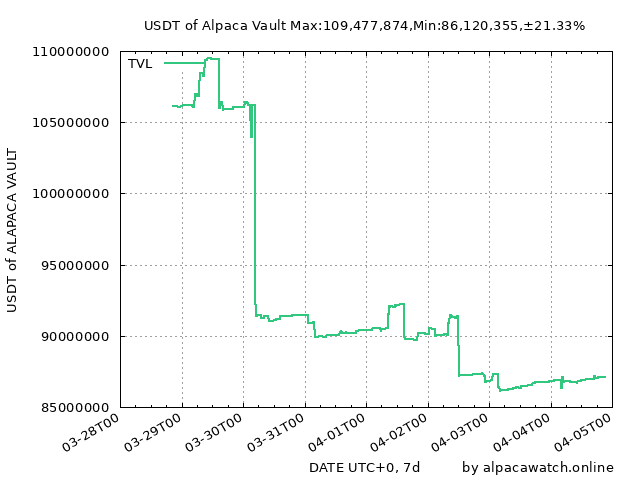 USDT of Alpaca Vault Max:109,477,874,Min:86,120,355,±21.33%
TVL
110000000
105000000
100000000
95000000
90000000
85000000
USDT of ALAPACA VAULT
03-28T00
03-29T00
03-30T00
03-31T00
04-01T00
04-02T00
04-03T00
04-04T00
04-05T00
DATE UTC+0, 7d
by alpacawatch.online